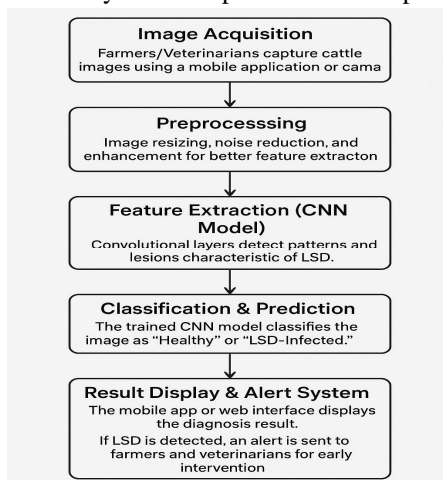 Image Acquisition
Farmers/Veterinarians capture cattle
images using a mobile application or cama
Preprocesssing
Image resizing, noise reduction, and
enhancement for better feature extracton
Feature Extraction (CNN
Model)
Convolutional layers detect patterns and
lesions characteristic of LSD.
Classification & Prediction
The trained CNN model classifies the
image as “Healthy” or “LSD-Infected.”
Result Display & Alert System
The mobile app or web interface displays
the diagnosis result.
If LSD is detected, an alert is sent to
farmers and veterinarians for early
intervention